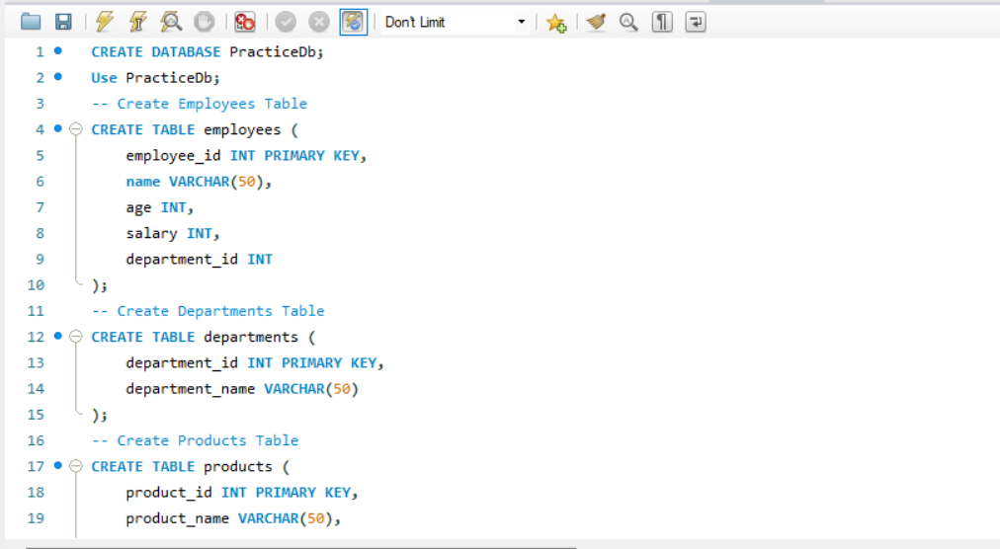 Don't Limit
1 CREATE DATABASE PracticeDb;
2 Use PracticeDb;
3 -- Create Employees Table
4 CREATE TABLE employees (
5 employee_id INT PRIMARY KEY,
6 name VARCHAR(50),
7 age INT,
8 salary INT,
9 department_id INT
10 );
11 -- Create Departments Table
12 CREATE TABLE departments (
13 department_id INT PRIMARY KEY,
14 department_name VARCHAR(50)
15 );
16 -- Create Products Table
17 CREATE TABLE products (
18 product_id INT PRIMARY KEY,
19 product_name VARCHAR(50),